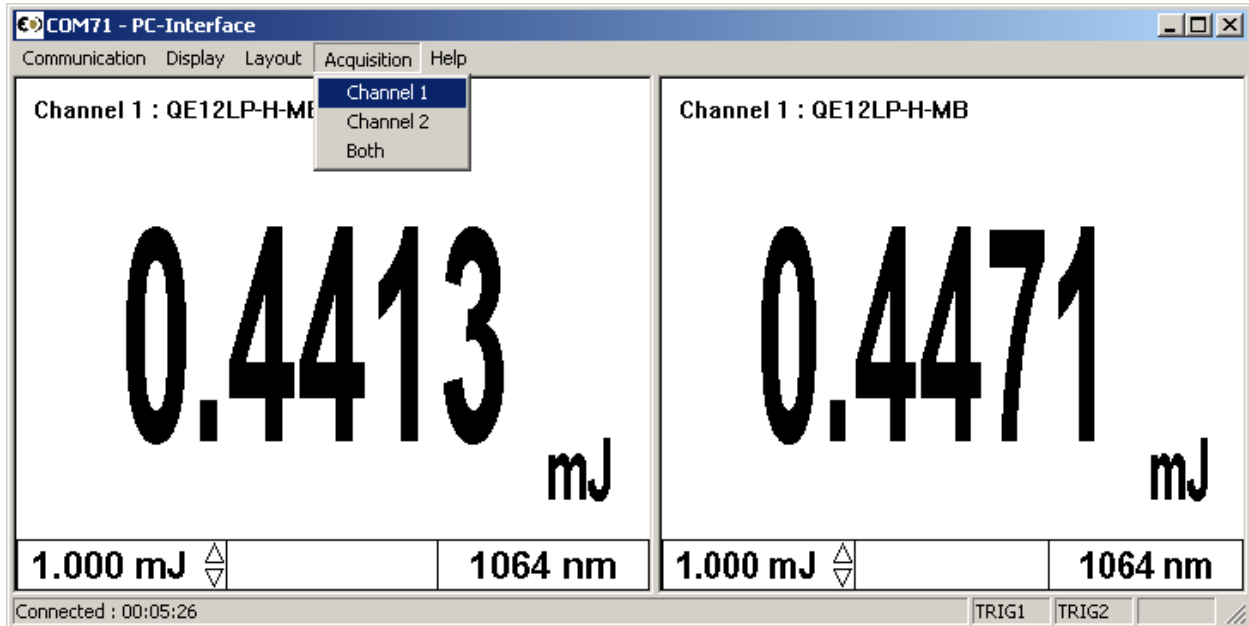 COM71 - PC-Interface
Communication Display Layout Acquisition Help
Channel 1
Channel 2
Both
Channel 1 : QE12LP-H-MB
0.4413
mJ
1.000 mJ
1064 nm
Channel 1 : QE12LP-H-MB
0.4471
mJ
1.000 mJ
1064 nm
Connected : 00:05:26
TRIG1
TRIG2